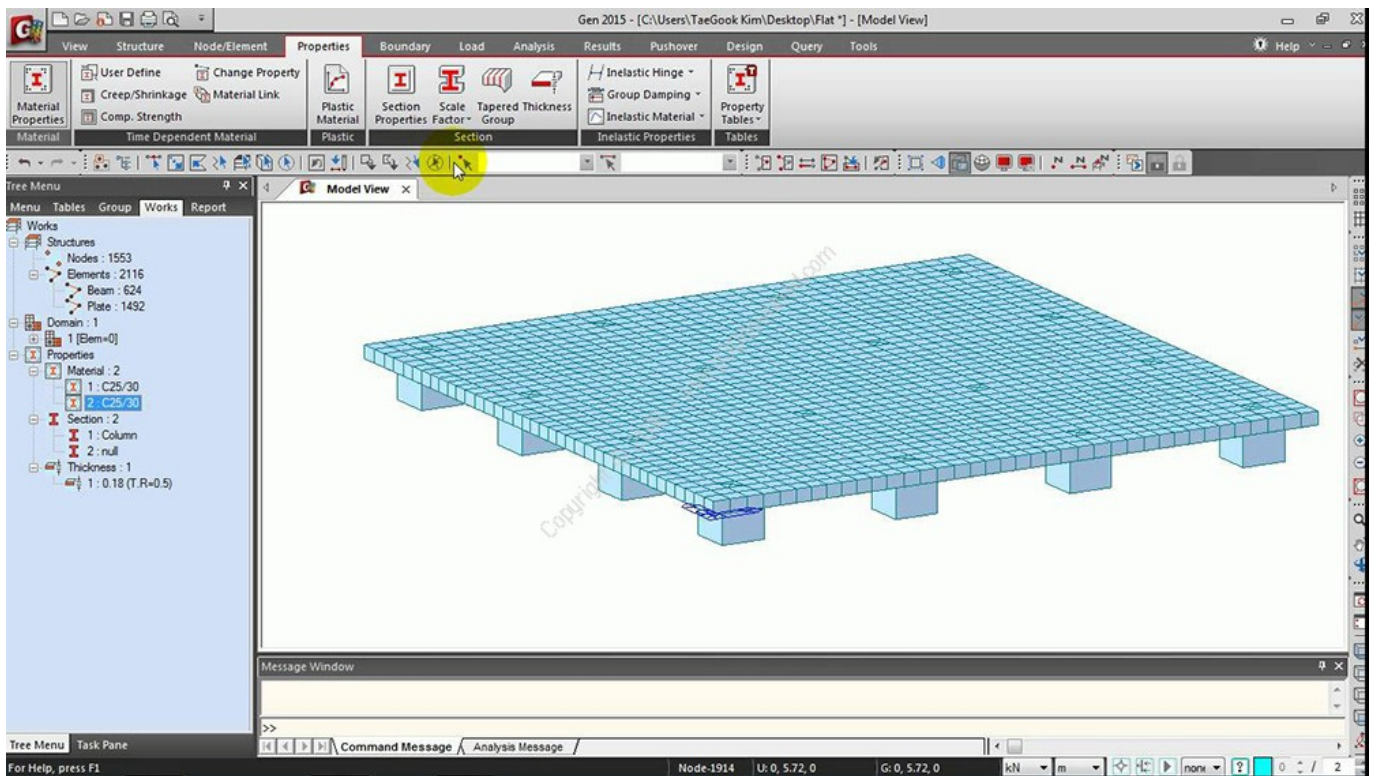 Gen 2015 - [C:\Users\TaeGook Kim\Desktop\Flat *] - [Model View]
View Structure Node/Element Properties Boundary Load Analysis Results Pushover Design Query Tools Help
User Define Change Property Inelastic Hinge
Creep/Shrinkage Material Link Group Damping
Comp. Strength Inelastic Material
Material Properties
Plastic Material
Section Properties
Scale Factor
Tapered Group
Thickness
Property Tables
Material Time Dependent Material Plastic Section Inelastic Properties Tables
Tree Menu
Model View
Menu Tables Group Works Report
Works
Structures
Nodes : 1553
Elements : 2116
Beam : 624
Plate : 1492
Domain : 1
1 [Elem=0]
Properties
Material : 2
1 : C25/30
2 : C25/30
Section : 2
1 : Column
2 : null
Thickness : 1
1 : 0.18 (T.R=0.5)
Message Window
>>
Tree Menu Task Pane
Command Message Analysis Message
For Help, press F1
Node-1914 U: 0, 5.72, 0 G: 0, 5.72, 0 kN m 0 / 2